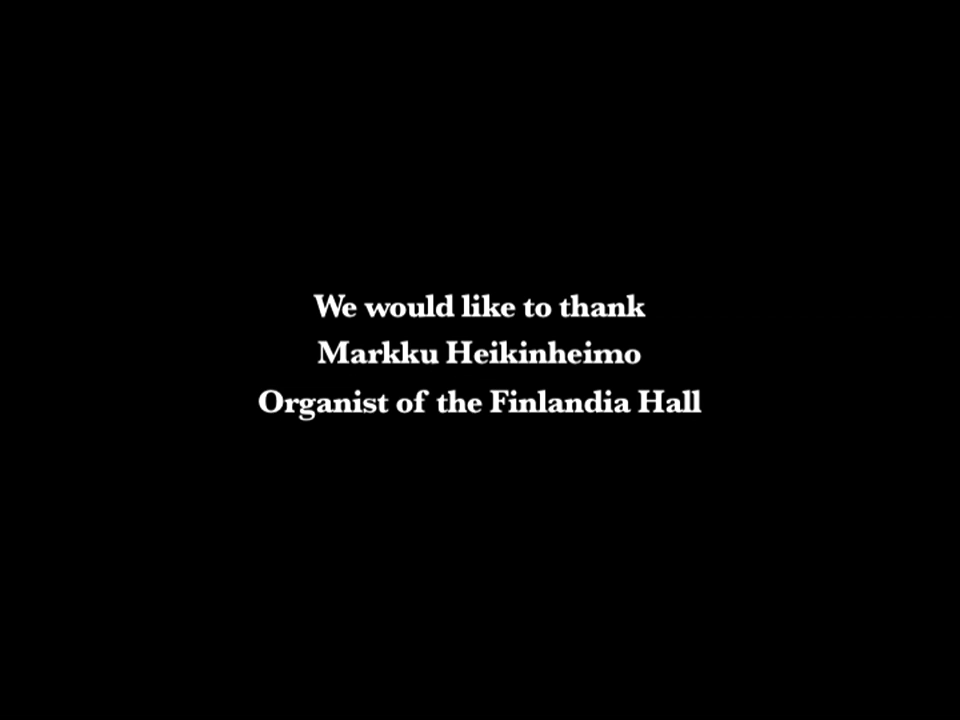 We would like to thank
Markku Heikinheimo
Organist of the Finlandia Hall